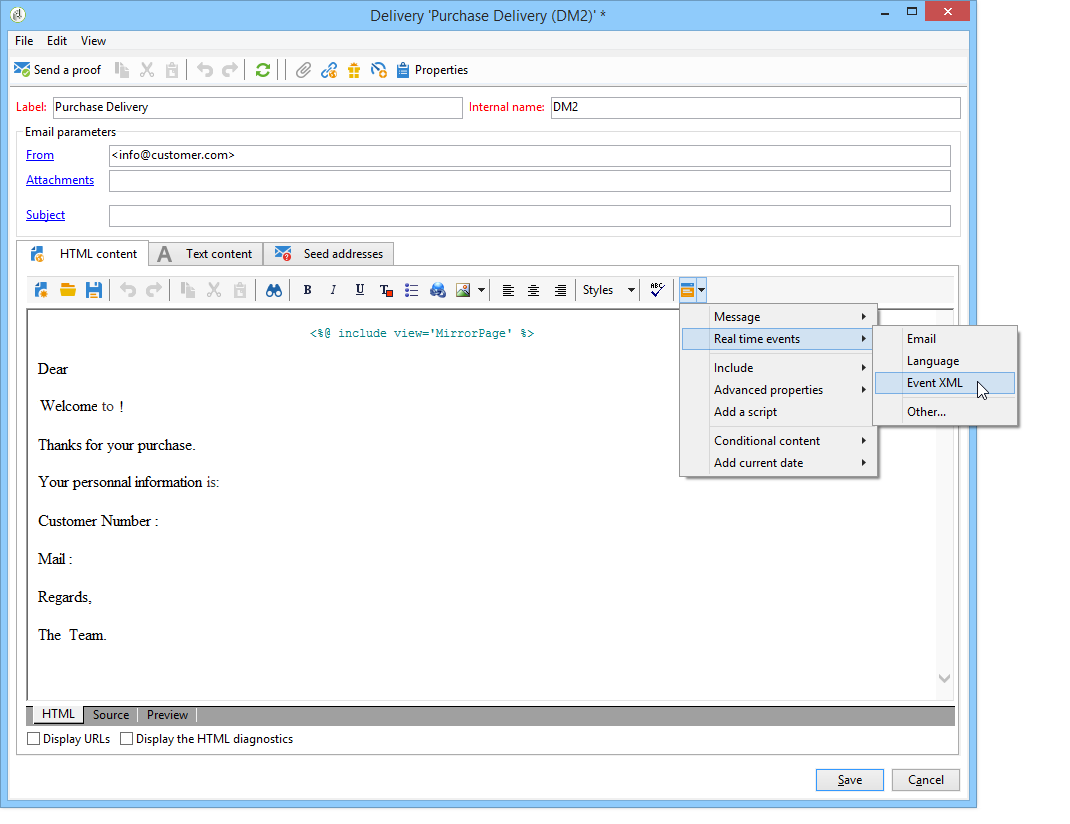 Delivery 'Purchase Delivery (DM2)' *
File Edit View
Send a proof Properties
Label: Purchase Delivery Internal name: DM2
Email parameters
From <info@customer.com>
Attachments
Subject
HTML content A Text content Seed addresses
B I U T Styles ABC
<%@ include view='MirrorPage' %>
Dear
Welcome to !
Thanks for your purchase.
Your personnal information is:
Customer Number :
Mail :
Regards,
The Team.
Message
Real time events
Include
Advanced properties
Add a script
Conditional content
Add current date
Email
Language
Event XML
Other...
HTML Source Preview
Display URLs Display the HTML diagnostics
Save Cancel